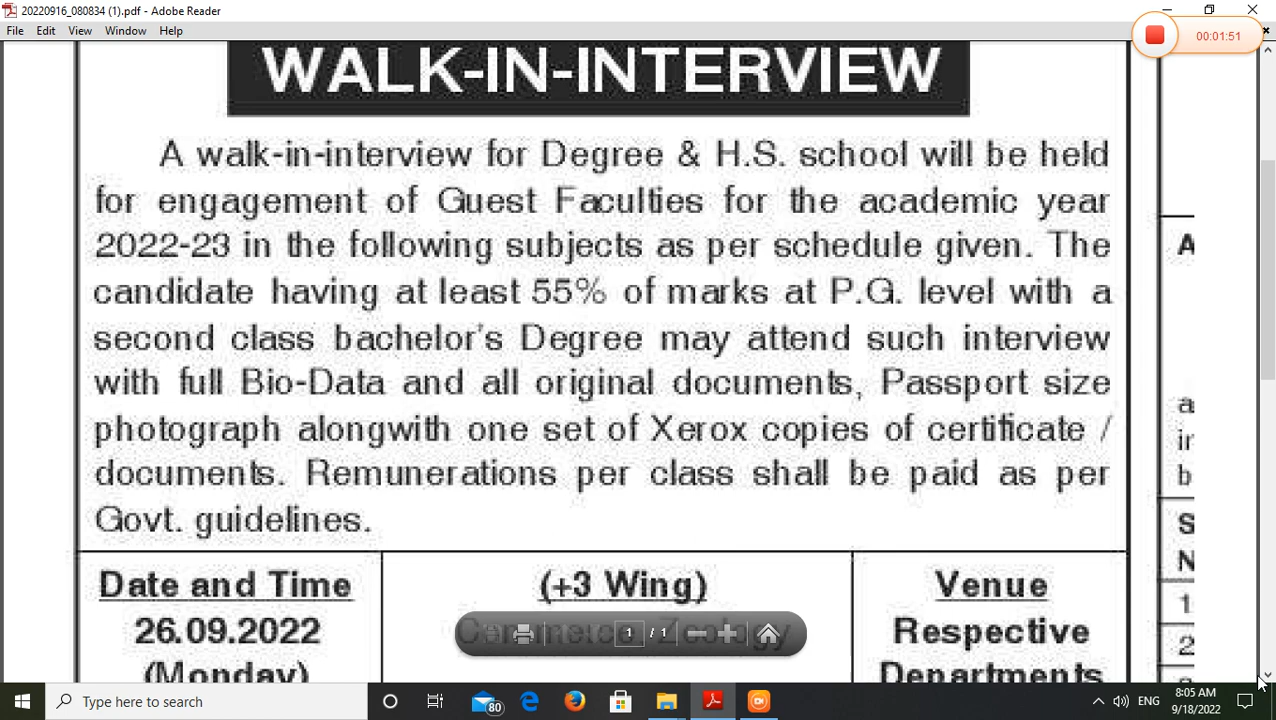 20220916_080834 (1).pdf - Adobe Reader
File Edit View Window Help
00:01:51
WALK-IN-INTERVIEW
A walk-in-interview for Degree & H.S. school will be held
for engagement of Guest Faculties for the academic year
2022-23 in the following subjects as per schedule given. The
candidate having at least 55% of marks at P.G. level with a
second class bachelor's Degree may attend such interview
with full Bio-Data and all original documents, Passport size
photograph alongwith one set of Xerox copies of certificate /
documents. Remunerations per class shall be paid as per
Govt. guidelines.
Date and Time
26.09.2022
(Monday)
(+3 Wing)
Commerce, Zoology
Venue
Respective
Departments
A
a
in
b
S
N
1
2
1 / 1
Type here to search
80
ENG
8:05 AM
9/18/2022